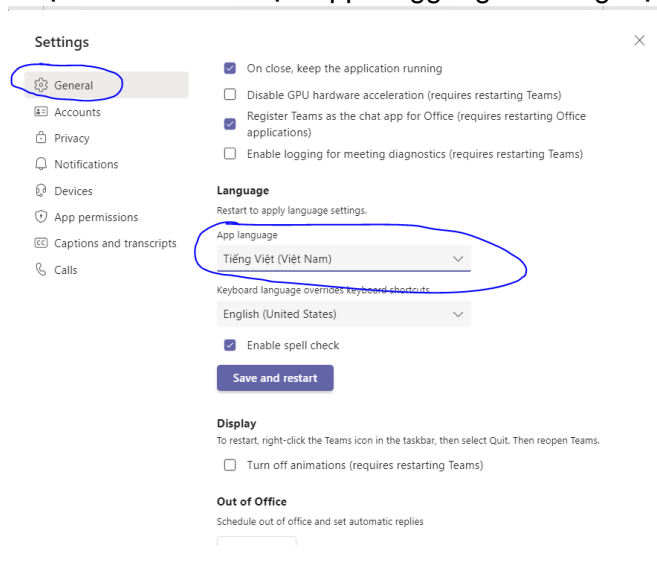 Settings
General
Accounts
Privacy
Notifications
Devices
App permissions
CC Captions and transcripts
Calls
On close, keep the application running
Disable GPU hardware acceleration (requires restarting Teams)
Register Teams as the chat app for Office (requires restarting Office
applications)
Enable logging for meeting diagnostics (requires restarting Teams)
Language
Restart to apply language settings.
App language
Tiếng Việt (Việt Nam)
Keyboard language overrides keyboard shortcuts
English (United States)
Enable spell check
Save and restart
Display
To restart, right-click the Teams icon in the taskbar, then select Quit. Then reopen Teams.
Turn off animations (requires restarting Teams)
Out of Office
Schedule out of office and set automatic replies